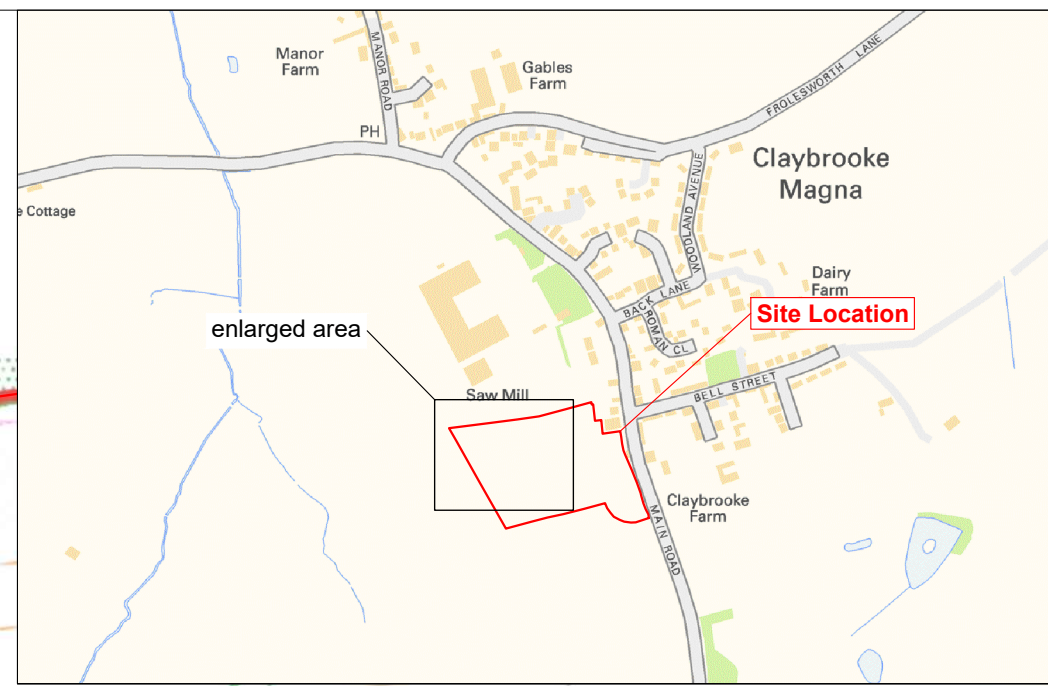 Manor
Farm
MANOR ROAD
Gables
Farm
FROLESWORTH LANE
PH
Claybrooke
Magna
WOODLAND AVENUE
e Cottage
Dairy
Farm
BACK LANE
Site Location
ROMAN CL
enlarged area
BELL STREET
Saw Mill
Claybrooke
Farm
MAIN ROAD